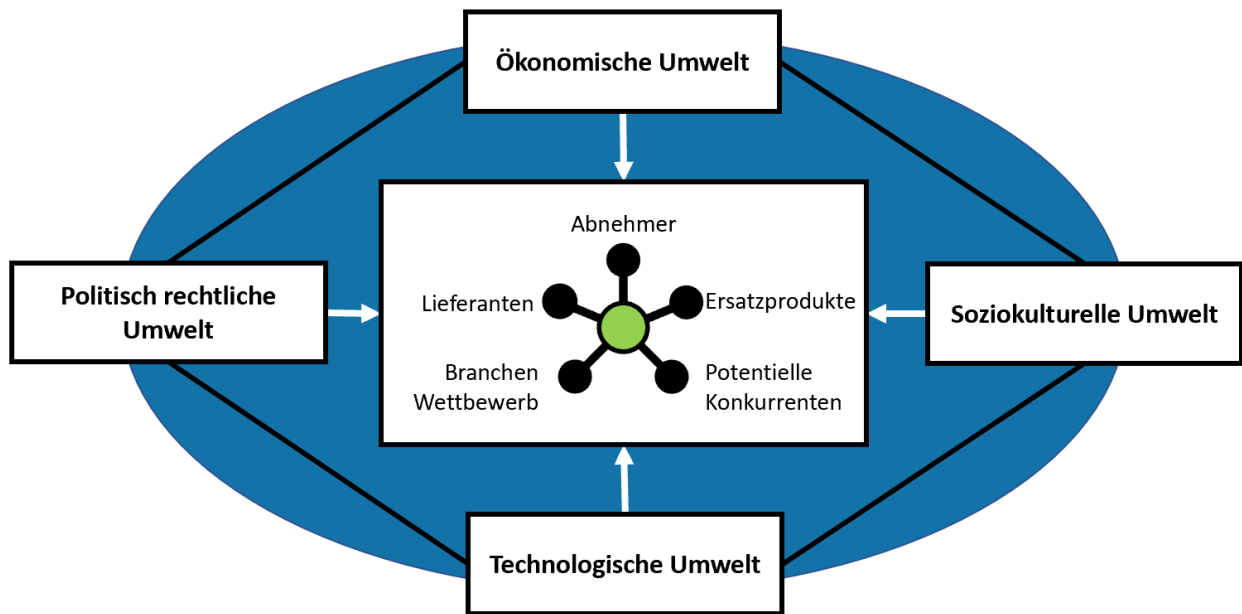 Ökonomische Umwelt
Abnehmer
Lieferanten
Ersatzprodukte
Politisch rechtliche
Umwelt
Soziokulturelle Umwelt
Branchen
Wettbewerb
Potentielle
Konkurrenten
Technologische Umwelt